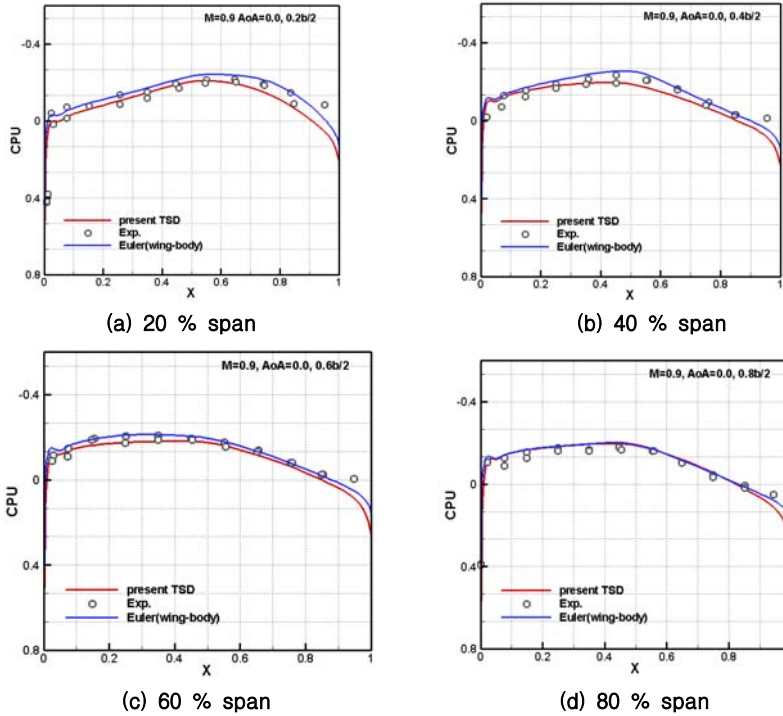 M=0.9 AoA=0.0, 0.2b/2
-0.4
0
0.4
0.8
CPU
present TSD
Exp.
Euler(wing-body)
0 0.2 0.4 0.6 0.8 1
X
(a) 20 % span
M=0.9, AoA=0.0, 0.4b/2
-0.4
0
0.4
0.8
CPU
present TSD
Exp.
Euler(wing-body)
0 0.2 0.4 0.6 0.8 1
X
(b) 40 % span
M=0.9, AoA=0.0, 0.6b/2
-0.4
0
0.4
0.8
CPU
present TSD
Exp.
Euler(wing-body)
0 0.2 0.4 0.6 0.8 1
X
(c) 60 % span
M=0.9, AoA=0.0, 0.8b/2
-0.4
0
0.4
0.8
CPU
present TSD
Exp.
Euler(wing-body)
0 0.2 0.4 0.6 0.8
X
(d) 80 % span